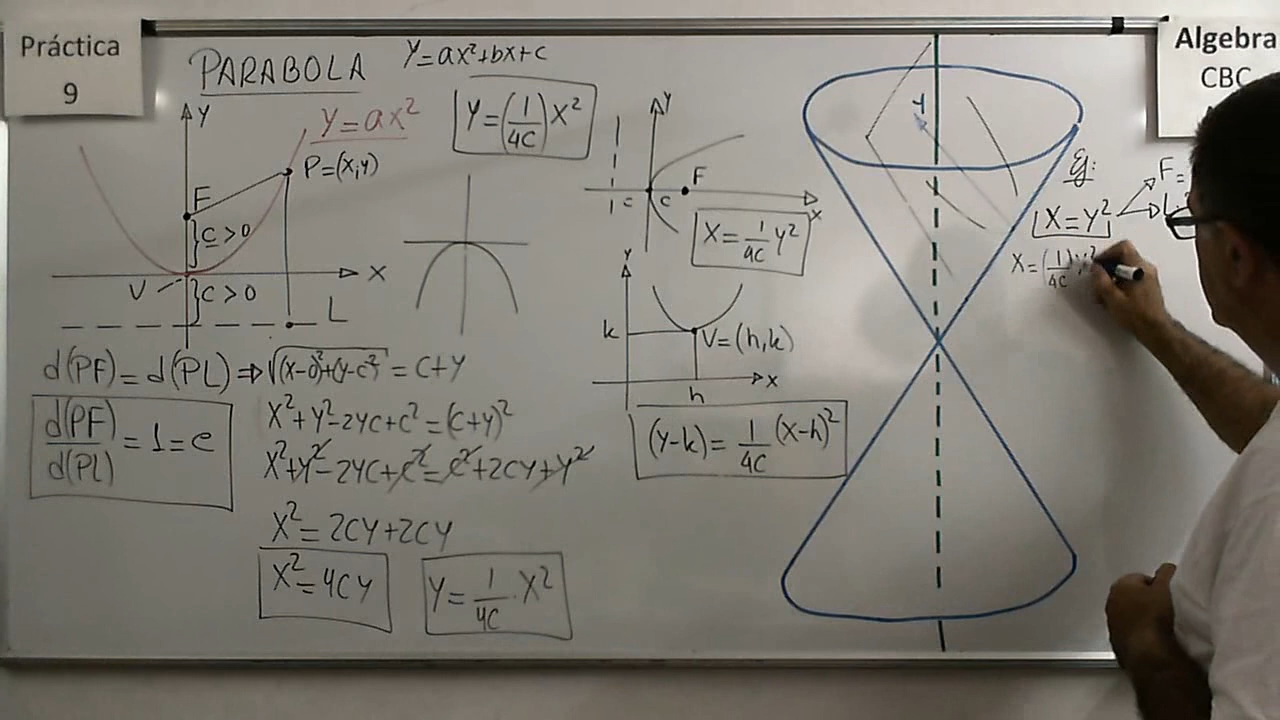 Práctica
9
PARABOLA
Y=ax²+bx+c
Algebra
CBC
Y
y=ax²
P=(x,y)
F
C>0
V
X
C>0
L
Y=(1/4C)X²
Y
F
C C
X
X=1/4C y²
Y
k
V=(h,k)
h
X
(Y-k)=1/4C (X-h)²
d(PF)=d(PL)⇒√(X-0)²+(Y-C)²=C+Y
d(PF)/d(PL)=1=e
X²+Y²-2YC+C²=(C+Y)²
X²+Y²-2YC+C²=C²+2CY+Y²
X²=2CY+2CY
X²=4CY
Y=1/4C·X²
Ej:
F=
X=Y²
L:
X=(1/4C)Y²